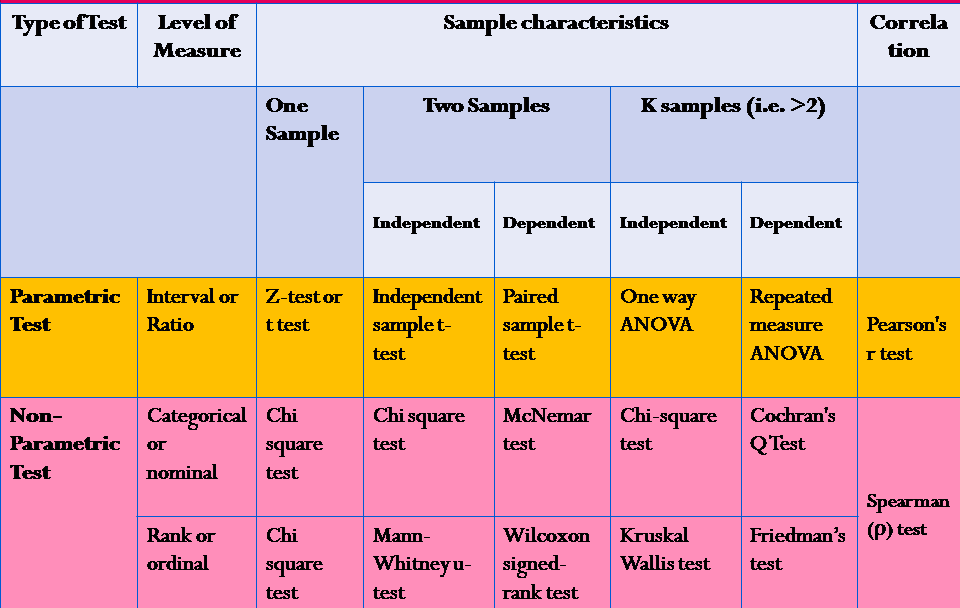 Type of Test
Level of
Measure
Sample characteristics
Correla
tion
One
Sample
Two Samples
K samples (i.e. >2)
Independent
Dependent
Independent
Dependent
Parametric
Test
Interval or
Ratio
Z-test or
t test
Independent
sample t-
test
Paired
sample t-
test
One way
ANOVA
Repeated
measure
ANOVA
Pearson's
r test
Non-
Parametric
Test
Categorical
or
nominal
Chi
square
test
Chi square
test
McNemar
test
Chi-square
test
Cochran's
Q Test
Spearman
(ρ) test
Rank or
ordinal
Chi
square
test
Mann-
Whitney u-
test
Wilcoxon
signed-
rank test
Kruskal
Wallis test
Friedman’s
test